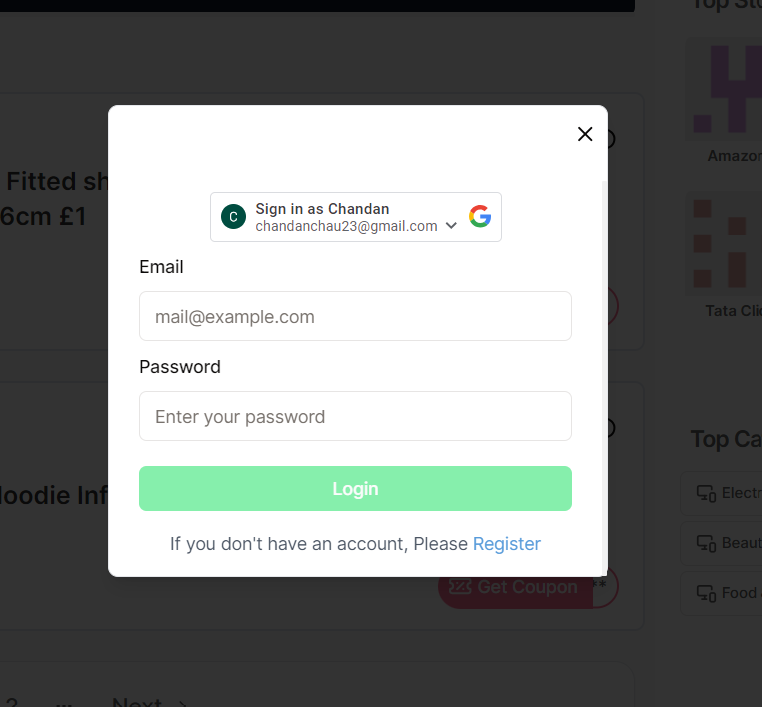 Top Sto
Amazon
Fitted sh
6cm £1
Tata Cli
Sign in as Chandan
C
chandanchau23@gmail.com
Email
mail@example.com
Password
Enter your password
Login
If you don't have an account, Please Register
Top Ca
Electr
Beaut
Food
oodie Inf
Get Coupon
**
2 ... Next >